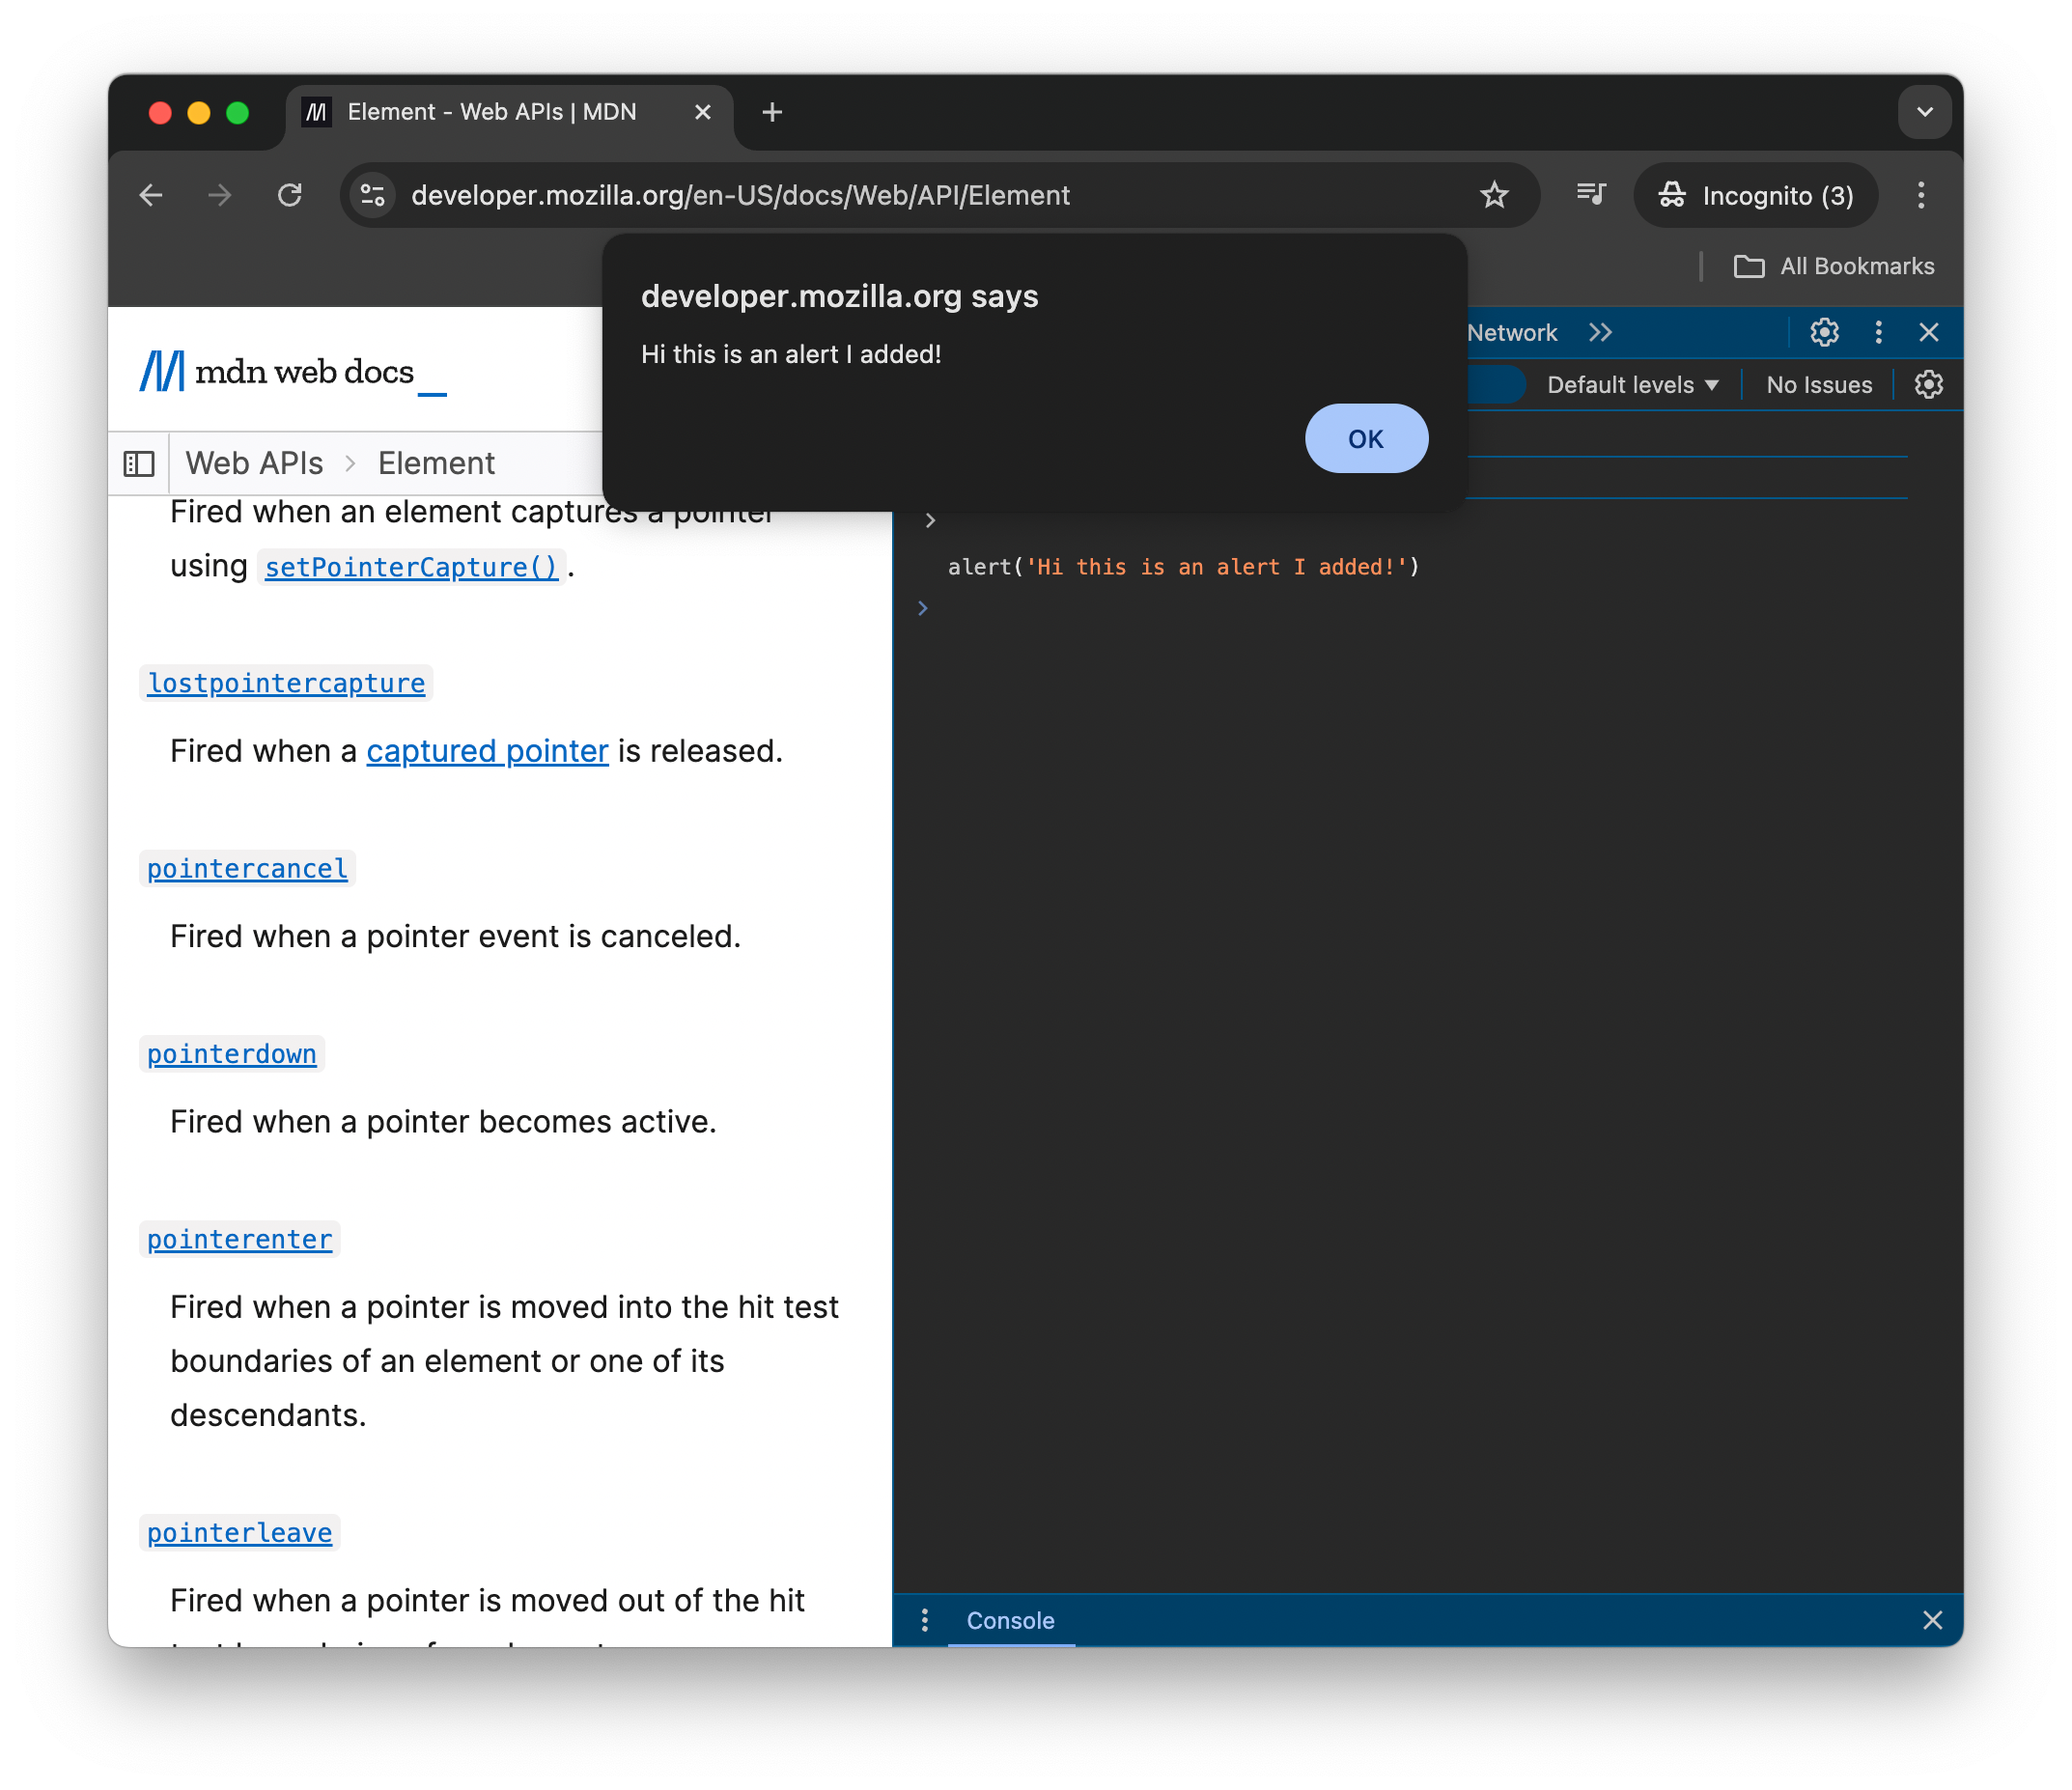 Element - Web APIs | MDN
developer.mozilla.org/en-US/docs/Web/API/Element
Incognito (3)
All Bookmarks
developer.mozilla.org says
Hi this is an alert I added!
OK
Network
Default levels
No Issues
mdn web docs_
Web APIs
Element
Fired when an element captures a pointer
using setPointerCapture().
lostpointercapture
Fired when a captured pointer is released.
pointercancel
Fired when a pointer event is canceled.
pointerdown
Fired when a pointer becomes active.
pointerenter
Fired when a pointer is moved into the hit test
boundaries of an element or one of its
descendants.
pointerleave
Fired when a pointer is moved out of the hit
alert('Hi this is an alert I added!')
Console